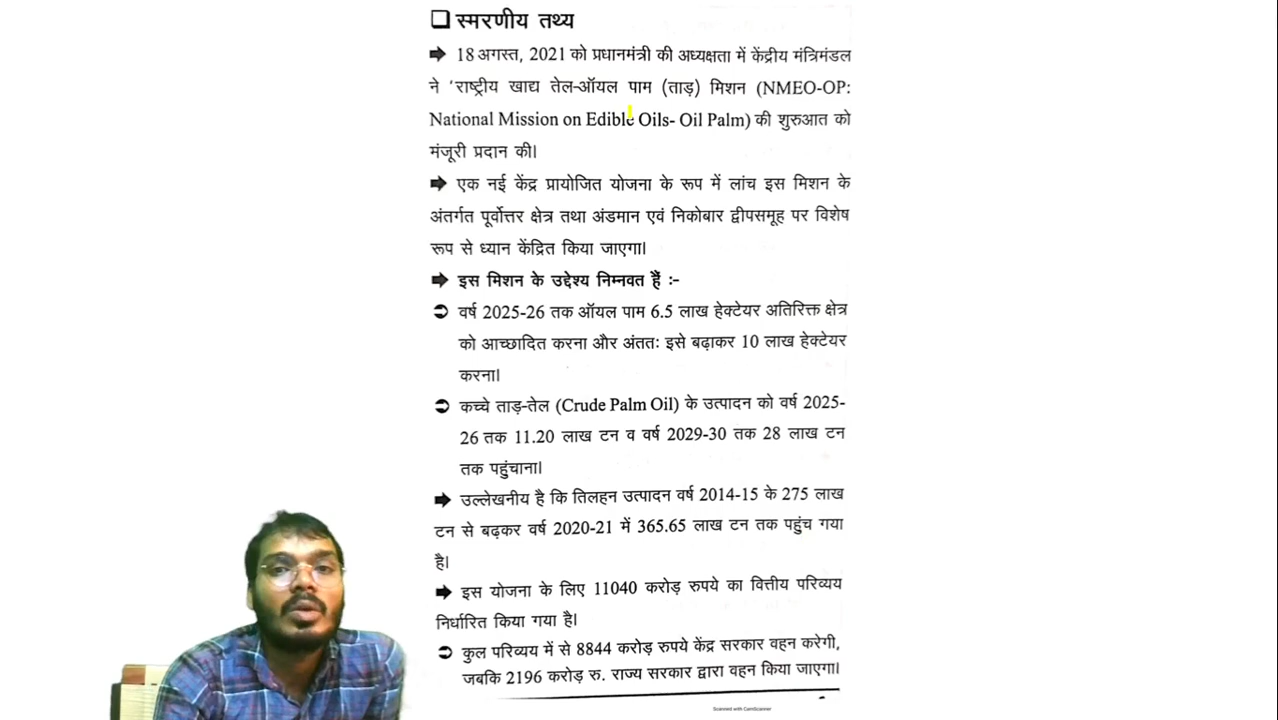 ❑ स्मरणीय तथ्य
➡ 18 अगस्त, 2021 को प्रधानमंत्री की अध्यक्षता में केंद्रीय मंत्रिमंडल
ने 'राष्ट्रीय खाद्य तेल-ऑयल पाम (ताड़) मिशन (NMEO-OP:
National Mission on Edible Oils- Oil Palm) की शुरुआत को
मंजूरी प्रदान की।
➡ एक नई केंद्र प्रायोजित योजना के रूप में लांच इस मिशन के
अंतर्गत पूर्वोत्तर क्षेत्र तथा अंडमान एवं निकोबार द्वीपसमूह पर विशेष
रूप से ध्यान केंद्रित किया जाएगा।
➡ इस मिशन के उद्देश्य निम्नवत हैं :-
➲ वर्ष 2025-26 तक ऑयल पाम 6.5 लाख हेक्टेयर अतिरिक्त क्षेत्र
को आच्छादित करना और अंततः इसे बढ़ाकर 10 लाख हेक्टेयर
करना।
➲ कच्चे ताड़-तेल (Crude Palm Oil) के उत्पादन को वर्ष 2025-
26 तक 11.20 लाख टन व वर्ष 2029-30 तक 28 लाख टन
तक पहुंचाना।
➡ उल्लेखनीय है कि तिलहन उत्पादन वर्ष 2014-15 के 275 लाख
टन से बढ़कर वर्ष 2020-21 में 365.65 लाख टन तक पहुंच गया
है।
➡ इस योजना के लिए 11040 करोड़ रुपये का वित्तीय परिव्यय
निर्धारित किया गया है।
➲ कुल परिव्यय में से 8844 करोड़ रुपये केंद्र सरकार वहन करेगी,
जबकि 2196 करोड़ रु. राज्य सरकार द्वारा वहन किया जाएगा।
Scanned with CamScanner